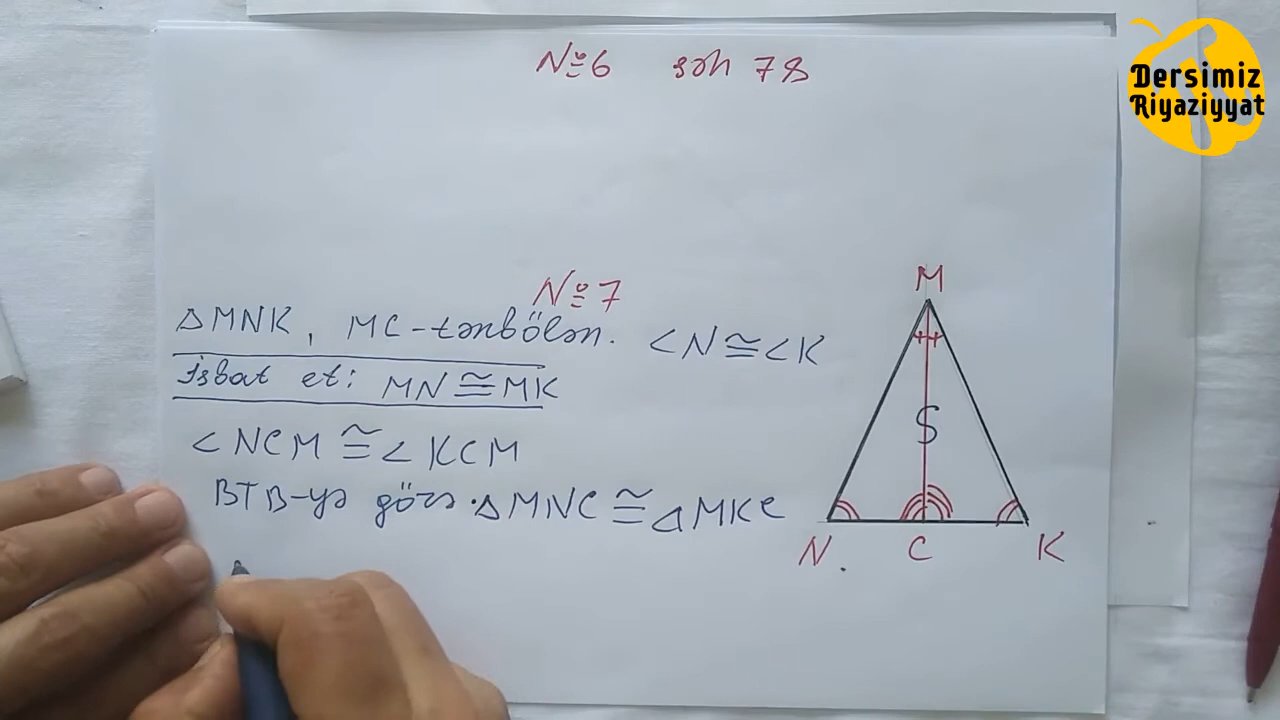 №6 səh 78
Dersimiz
Riyaziyyat
№7
△MNK, MC-tənbölən. <N≅<K
İsbat et: MN≅MK
<NCM≅<KCM
BTB-yə görə △MNC≅△MKC
M
S
N C K